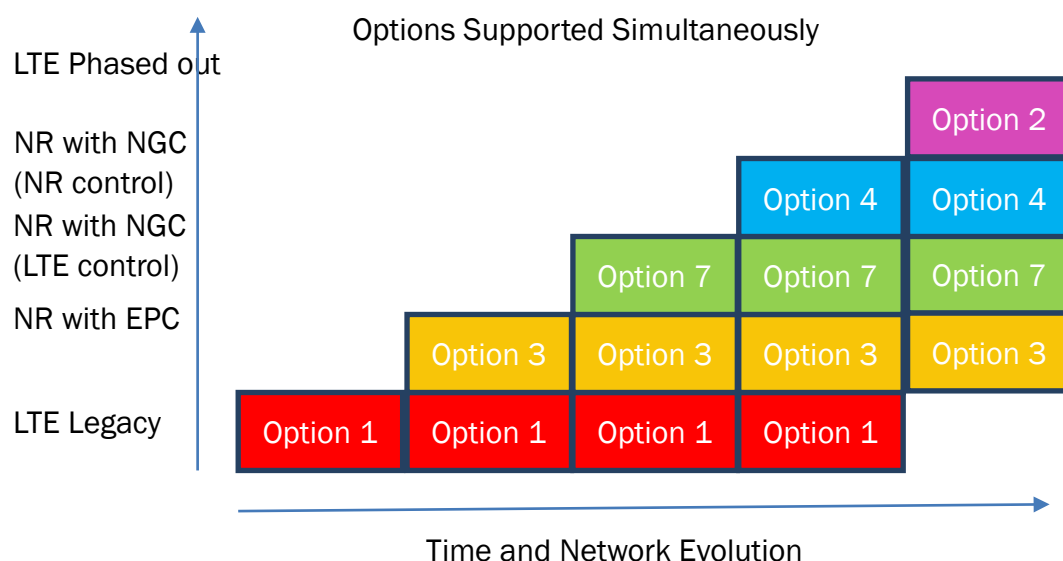 Options Supported Simultaneously
LTE Phased out
Option 2
NR with NGC
(NR control)
Option 4 Option 4
NR with NGC
(LTE control)
Option 7 Option 7 Option 7
NR with EPC
Option 3 Option 3 Option 3 Option 3
LTE Legacy
Option 1 Option 1 Option 1 Option 1
Time and Network Evolution